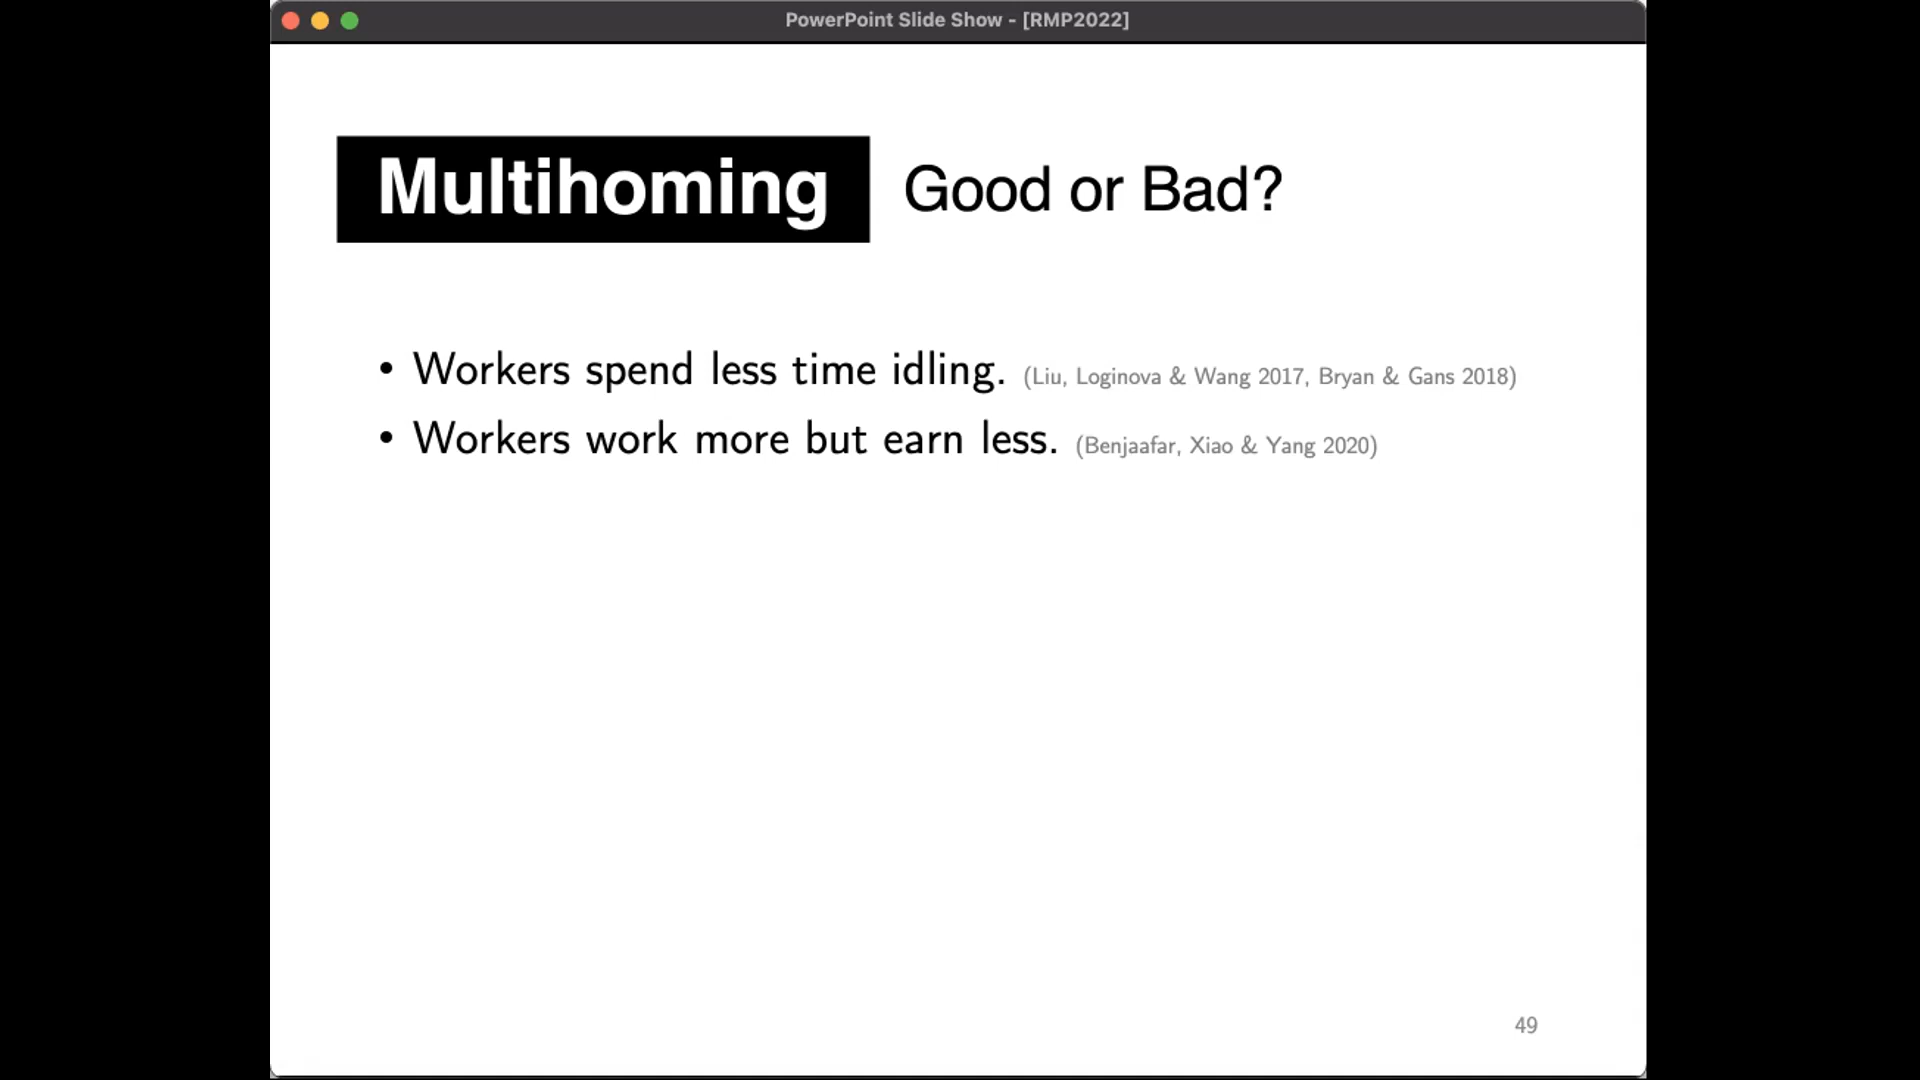 PowerPoint Slide Show - [RMP2022]
Multihoming Good or Bad?
• Workers spend less time idling. (Liu, Loginova & Wang 2017, Bryan & Gans 2018)
• Workers work more but earn less. (Benjaafar, Xiao & Yang 2020)
49